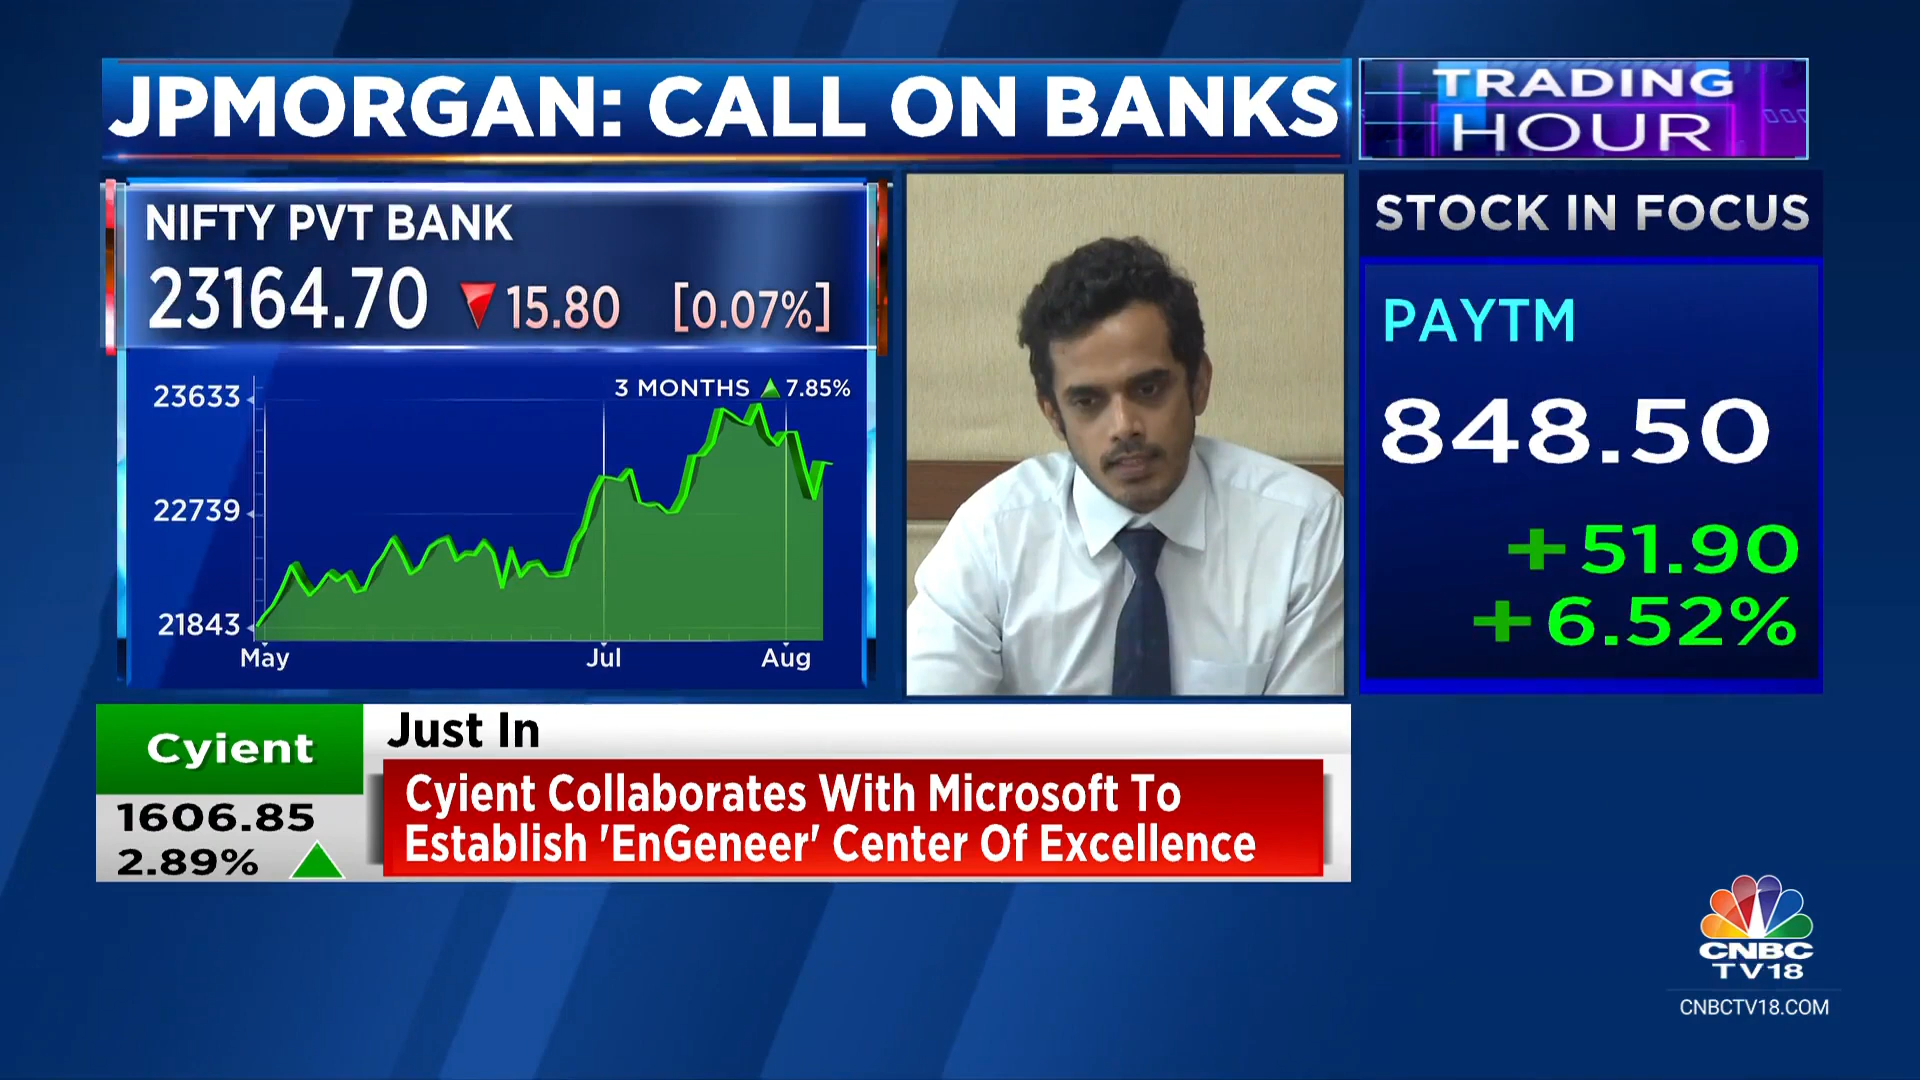 JPMORGAN: CALL ON BANKS
TRADING
HOUR
NIFTY PVT BANK
23164.70 ▼ 15.80 [0.07%]
3 MONTHS ▲ 7.85%
23633
22739
21843
May Jul Aug
STOCK IN FOCUS
PAYTM
848.50
+51.90
+6.52%
Cyient
1606.85
2.89% ▲
Just In
Cyient Collaborates With Microsoft To
Establish 'EnGeneer' Center Of Excellence
CNBC
TV18
CNBCTV18.COM